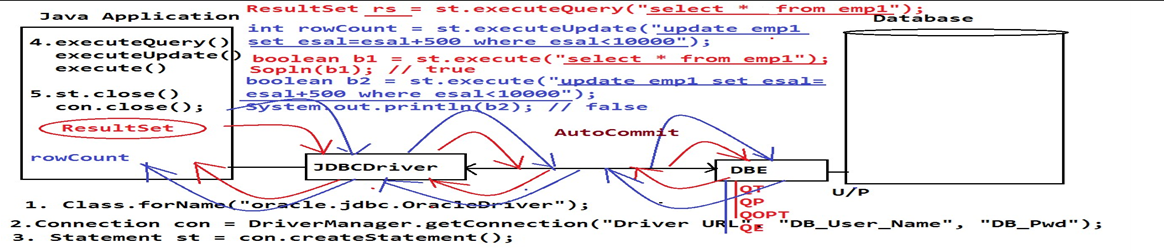 ResultSet rs = st.executeQuery("select * from emp1");
Java Application
Database
4.executeQuery()
executeUpdate()
execute()
int rowCount = st.executeUpdate("update emp1
set esal=esal+500 where esal<10000");
boolean b1 = st.execute("select * from emp1");
Sopln(b1); // true
boolean b2 = st.execute("update emp1 set esal=
esal+500 where esal<10000");
System.out.println(b2); // false
5.st.close()
con.close();
ResultSet
rowCount
AutoCommit
JDBCDriver
DBE
U/P
QT
QP
QOPT
QE
1. Class.forName("oracle.jdbc.OracleDriver");
2.Connection con = DriverManager.getConnection("Driver URL", "DB_User_Name", "DB_Pwd");
3. Statement st = con.createStatement();